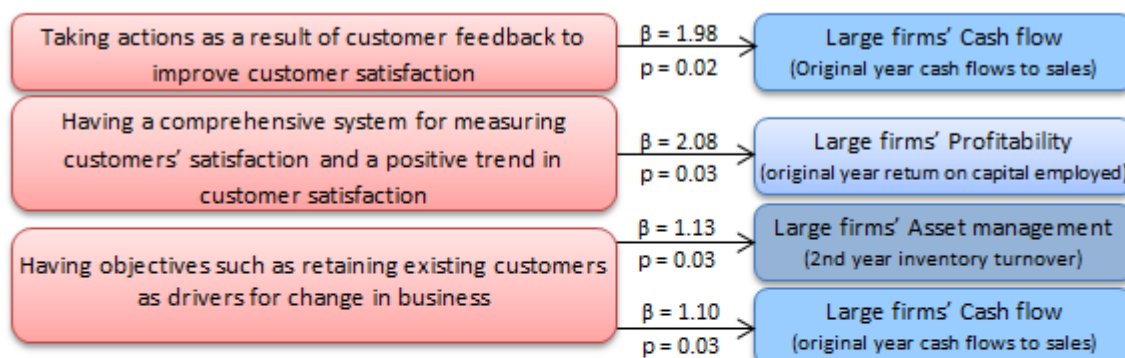 Taking actions as a result of customer feedback to
improve customer satisfaction
β = 1.98
p = 0.02
Large firms' Cash flow
(Original year cash flows to sales)
Having a comprehensive system for measuring
customers' satisfaction and a positive trend in
customer satisfaction
β = 2.08
p = 0.03
Large firms' Profitability
(original year return on capital employed)
Having objectives such as retaining existing customers
as drivers for change in business
β = 1.13
p = 0.03
Large firms' Asset management
(2nd year inventory turnover)
β = 1.10
p = 0.03
Large firms' Cash flow
(original year cash flows to sales)